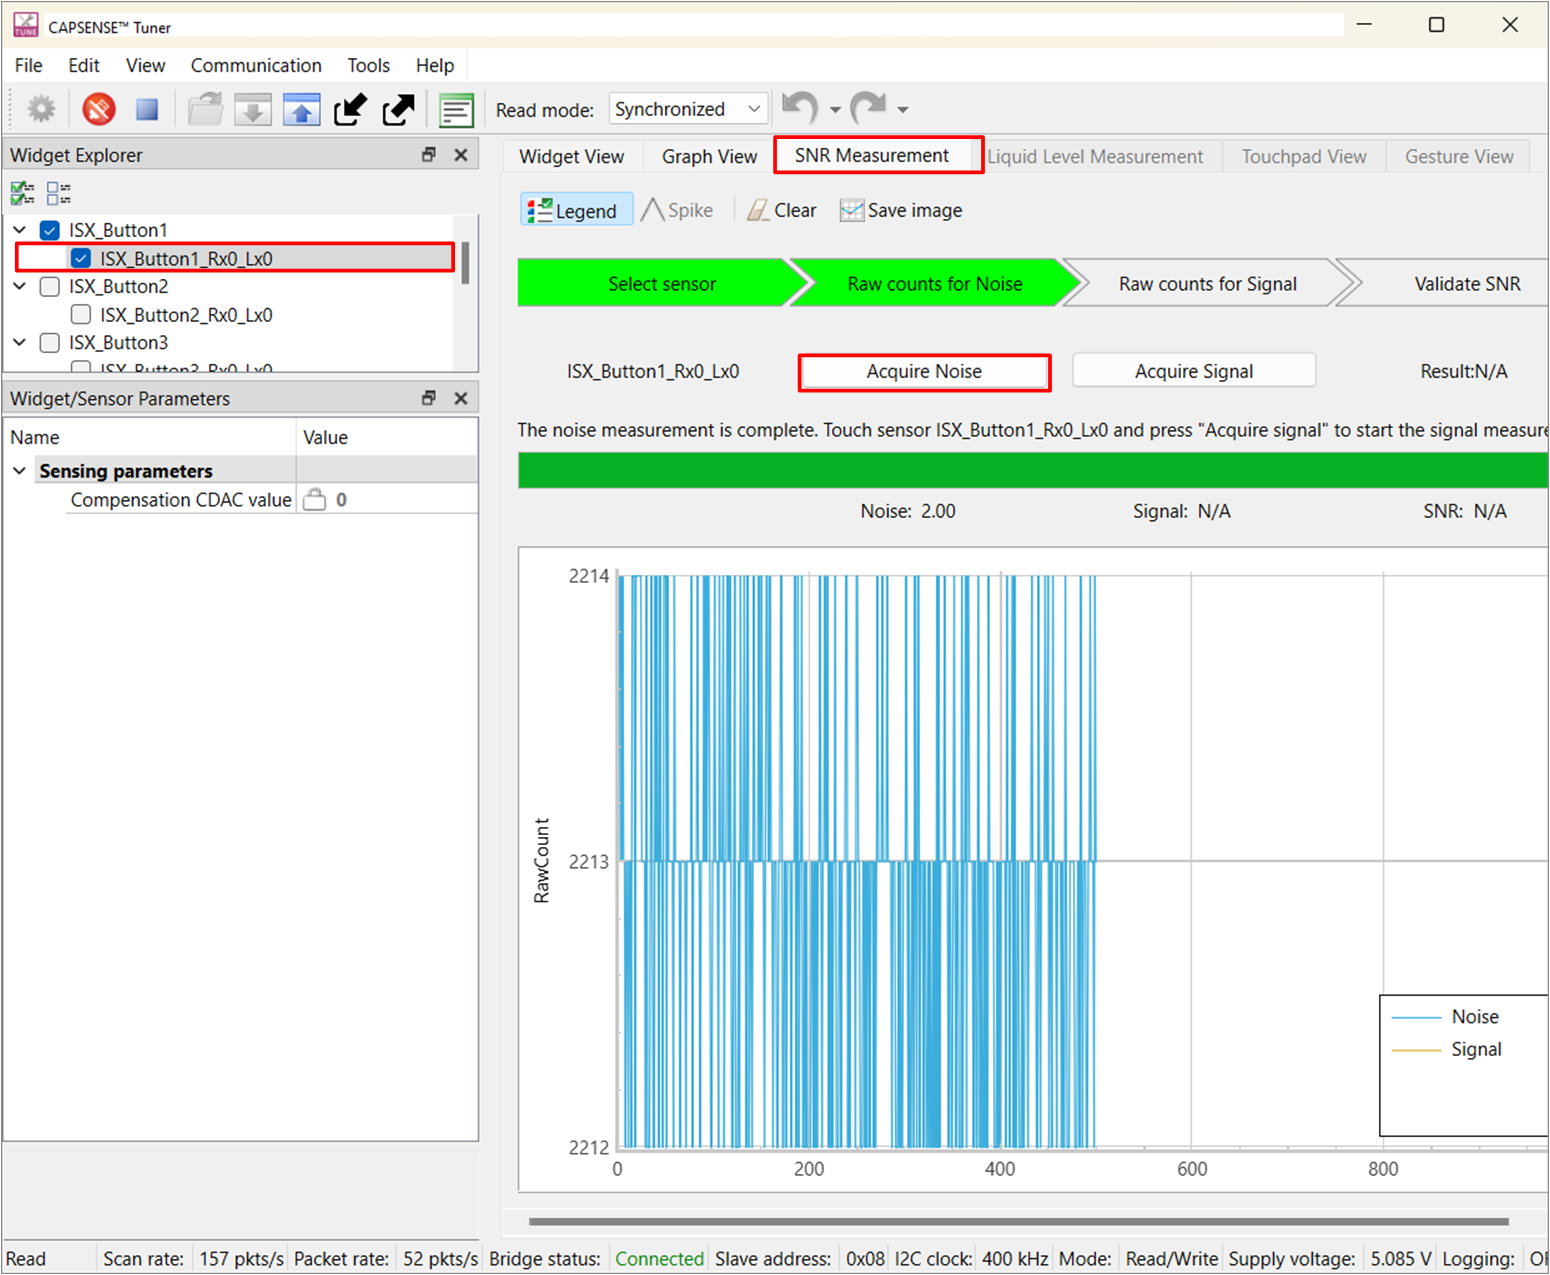 TUNE CAPSENSE™ Tuner
File Edit View Communication Tools Help
Read mode: Synchronized
Widget Explorer
Widget View Graph View SNR Measurement Liquid Level Measurement Touchpad View Gesture View
Legend Spike Clear Save image
ISX_Button1
ISX_Button1_Rx0_Lx0
ISX_Button2
ISX_Button2_Rx0_Lx0
ISX_Button3
ISX_Button3_Rx0_Lx0
Select sensor Raw counts for Noise Raw counts for Signal Validate SNR
ISX_Button1_Rx0_Lx0 Acquire Noise Acquire Signal Result:N/A
Widget/Sensor Parameters
Name Value
Sensing parameters
Compensation CDAC value 0
The noise measurement is complete. Touch sensor ISX_Button1_Rx0_Lx0 and press "Acquire signal" to start the signal measure
Noise: 2.00 Signal: N/A SNR: N/A
2214
2213
2212
RawCount
0 200 400 600 800
Noise
Signal
Read Scan rate: 157 pkts/s Packet rate: 52 pkts/s Bridge status: Connected Slave address: 0x08 I2C clock: 400 kHz Mode: Read/Write Supply voltage: 5.085 V Logging: